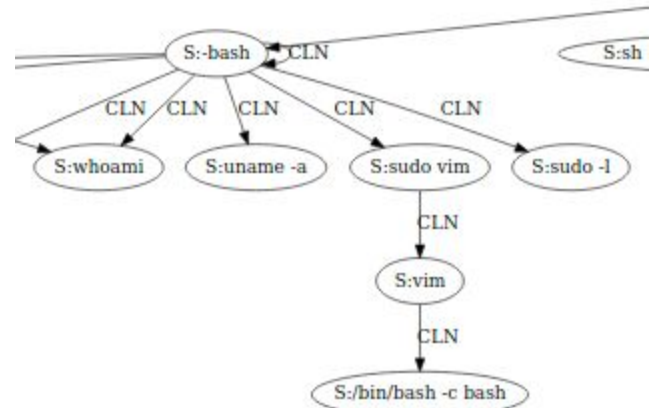 S:-bash
CLN
S:sh
CLN
CLN
CLN
CLN
CLN
S:whoami
S:uname -a
S:sudo vim
S:sudo -l
CLN
S:vim
CLN
S:/bin/bash -c bash